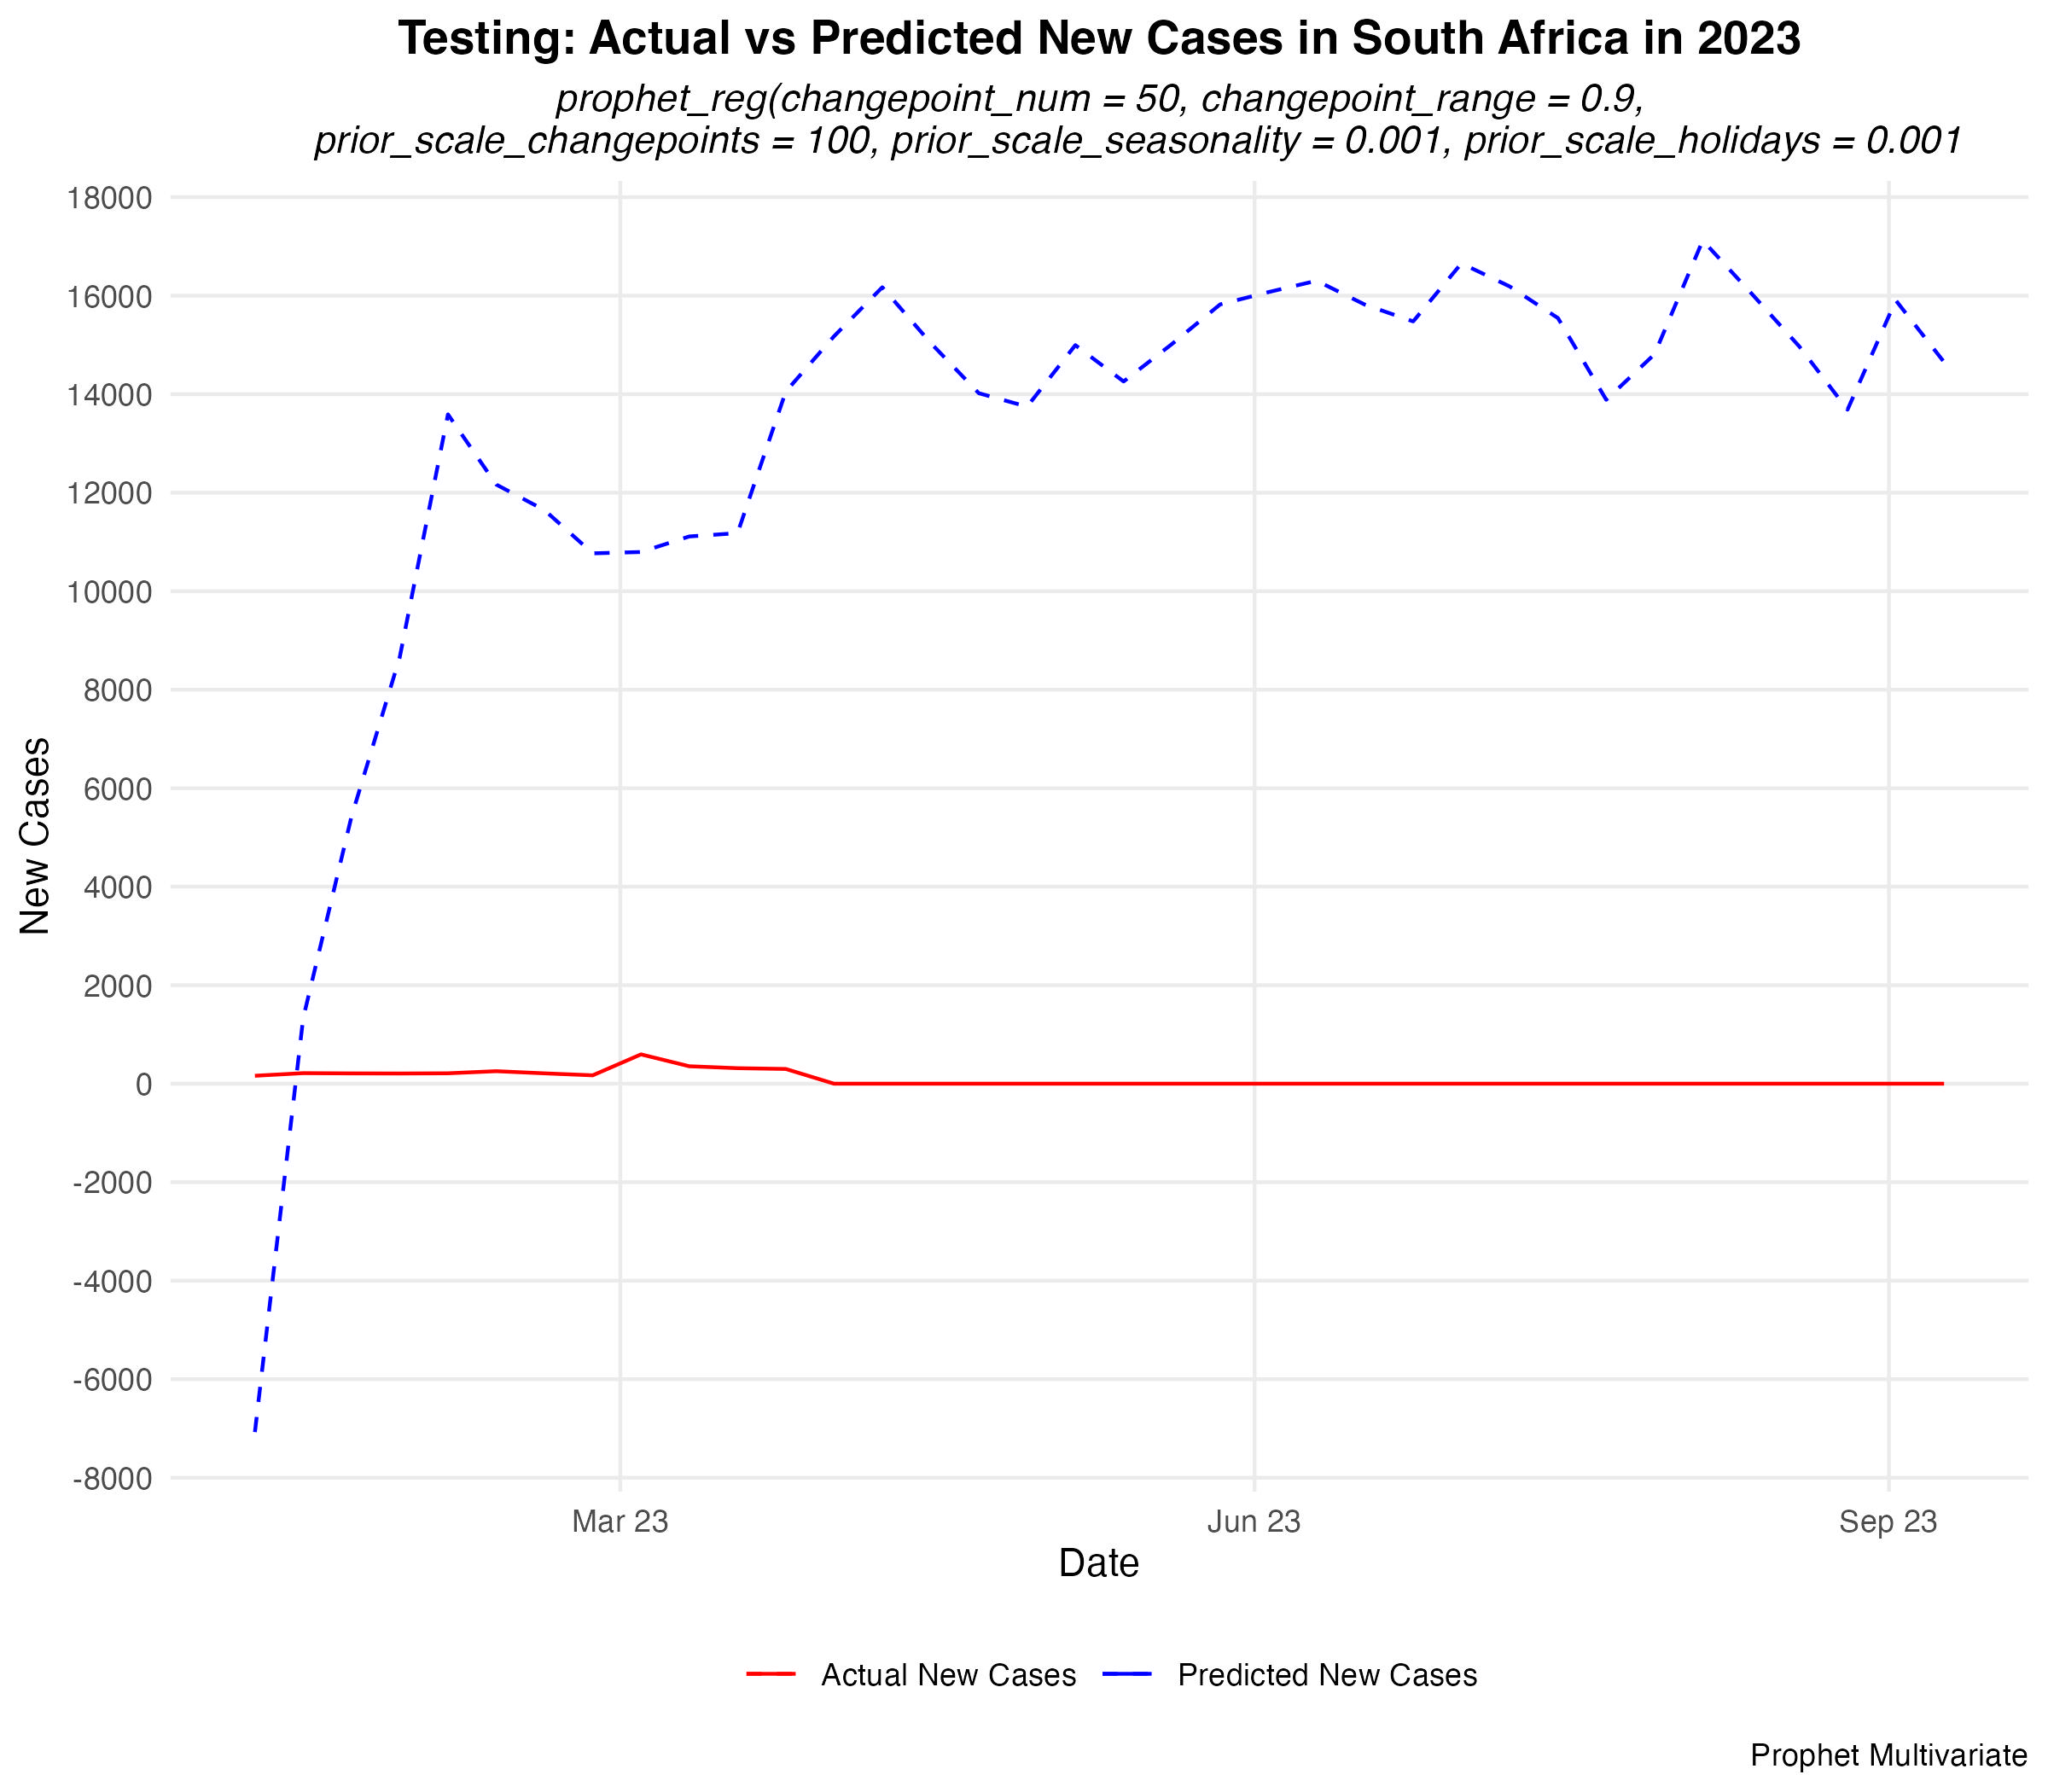 Testing: Actual vs Predicted New Cases in South Africa in 2023
prophet_reg(changepoint_num = 50, changepoint_range = 0.9,
prior_scale_changepoints = 100, prior_scale_seasonality = 0.001, prior_scale_holidays = 0.001
18000
16000
14000
12000
10000
8000
6000
4000
2000
0
-2000
-4000
-6000
-8000
New Cases
Mar 23 Jun 23 Sep 23
Date
Actual New Cases Predicted New Cases
Prophet Multivariate